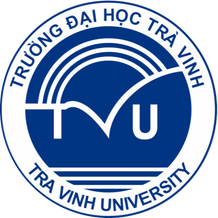 TRƯỜNG ĐẠI HỌC TRÀ VINH
TVU
TRA VINH UNIVERSITY